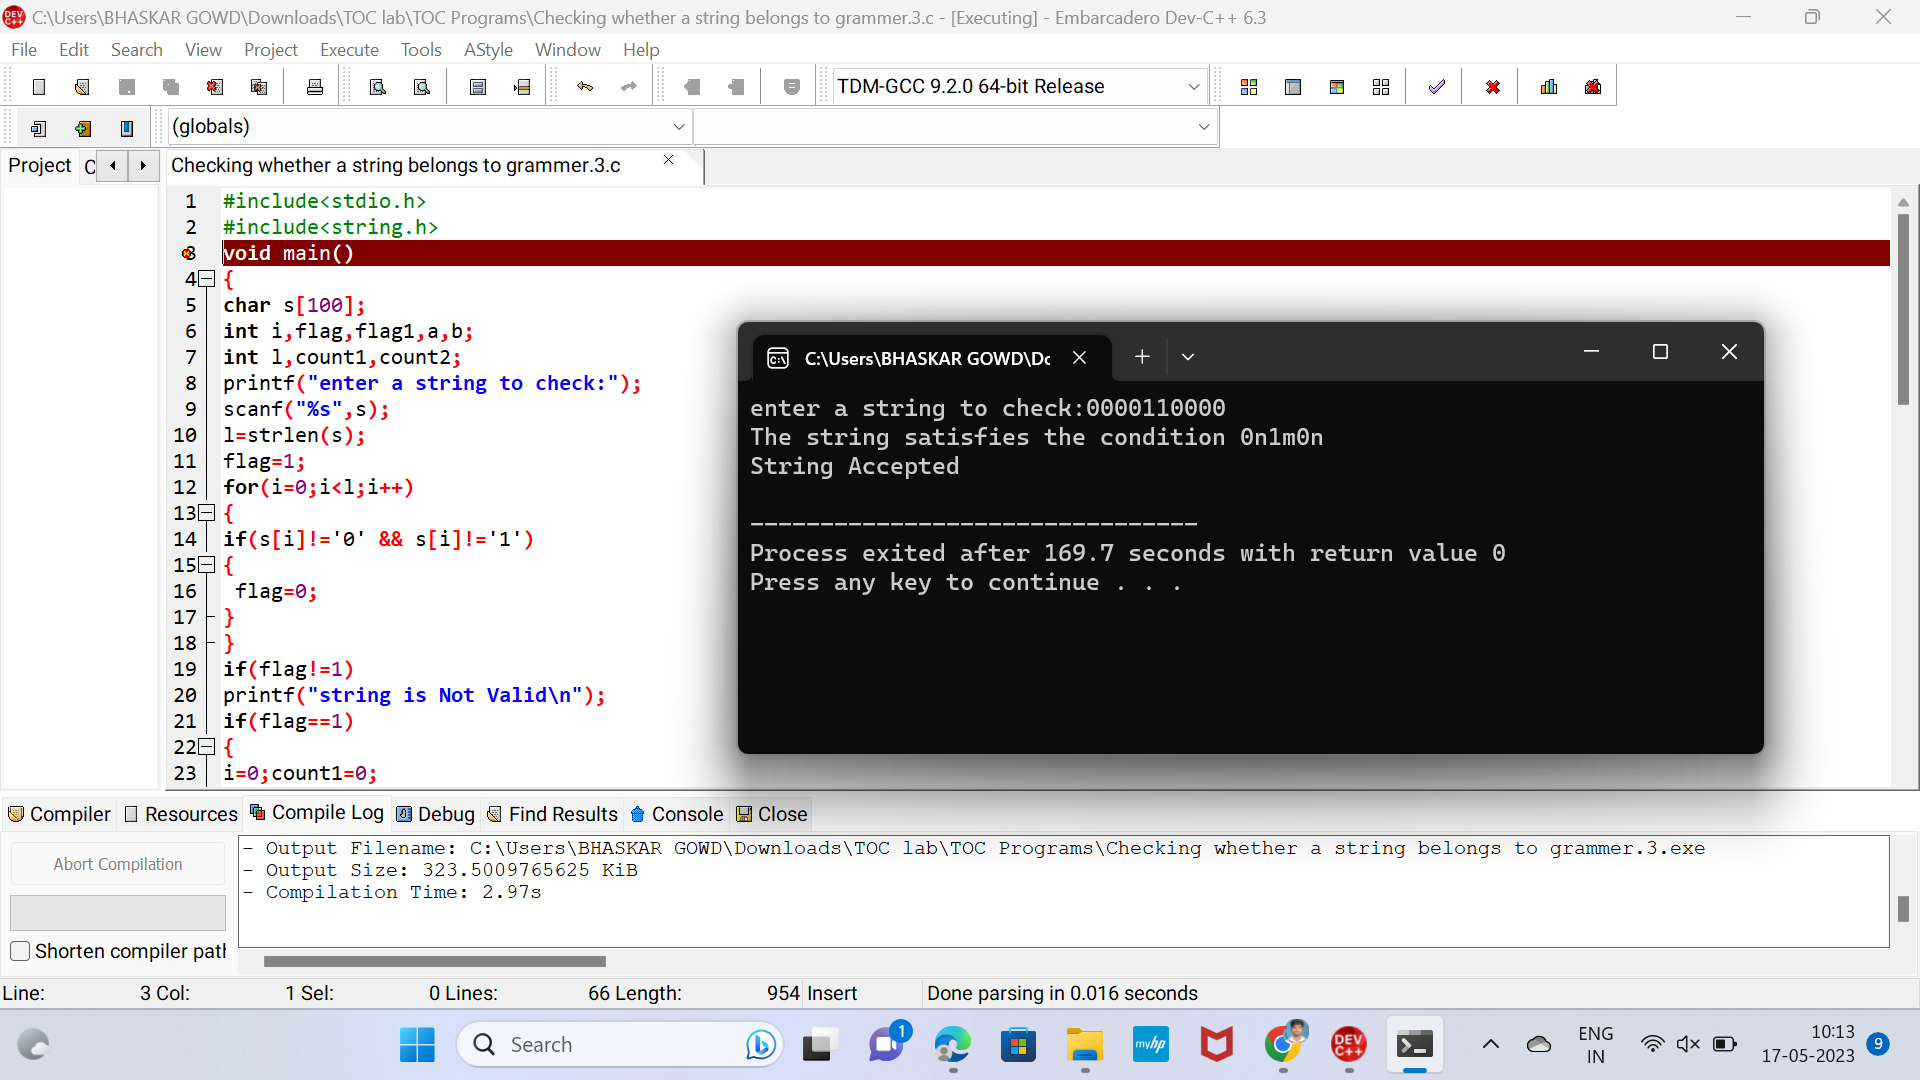 C:\Users\BHASKAR GOWD\Downloads\TOC lab\TOC Programs\Checking whether a string belongs to grammer.3.c - [Executing] - Embarcadero Dev-C++ 6.3
File Edit Search View Project Execute Tools AStyle Window Help
TDM-GCC 9.2.0 64-bit Release
(globals)
Project C
Checking whether a string belongs to grammer.3.c
1 #include<stdio.h>
2 #include<string.h>
3 void main()
4 {
5 char s[100];
6 int i,flag,flag1,a,b;
7 int l,count1,count2;
8 printf("enter a string to check:");
9 scanf("%s",s);
10 l=strlen(s);
11 flag=1;
12 for(i=0;i<l;i++)
13 {
14 if(s[i]!='0' && s[i]!='1')
15 {
16 flag=0;
17 }
18 }
19 if(flag!=1)
20 printf("string is Not Valid\n");
21 if(flag==1)
22 {
23 i=0;count1=0;
C:\Users\BHASKAR GOWD\Dc
enter a string to check:0000110000
The string satisfies the condition 0n1m0n
String Accepted
--------------------------------
Process exited after 169.7 seconds with return value 0
Press any key to continue . . .
Compiler Resources Compile Log Debug Find Results Console Close
Abort Compilation
Shorten compiler path
- Output Filename: C:\Users\BHASKAR GOWD\Downloads\TOC lab\TOC Programs\Checking whether a string belongs to grammer.3.exe
- Output Size: 323.5009765625 KiB
- Compilation Time: 2.97s
Line: 3 Col: 1 Sel: 0 Lines: 66 Length: 954 Insert Done parsing in 0.016 seconds
Search
1
myhp
DEV C++
ENG
IN
10:13
17-05-2023
9